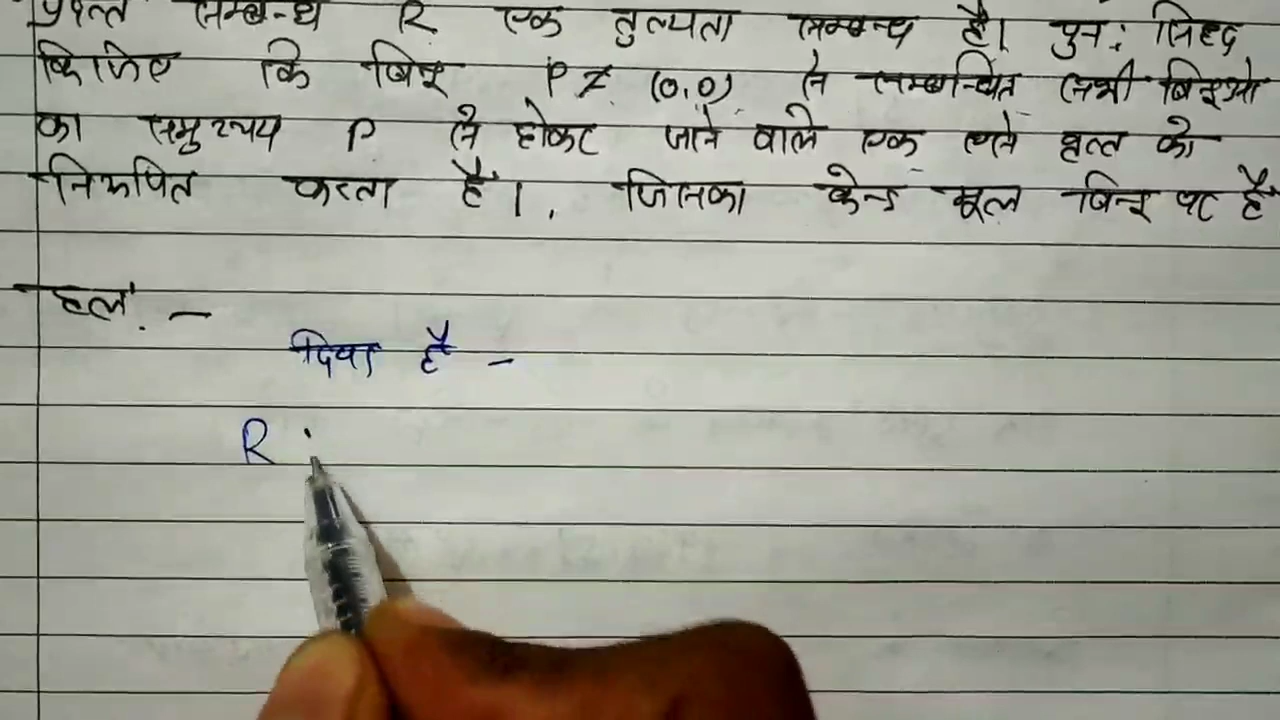 प्रदत्त सम्बन्ध R एक तुल्यता सम्बन्ध है। पुन: सिद्ध
किजिए कि बिन्दु P ≠ (0,0) से सम्बन्धित सभी बिन्दुओ
का समुच्चय P से होकर जाने वाले एक ऐसे वृत्त को
निरूपित करता है।. जिसका केन्द्र मूल बिन्दु पर है
हल: -
दिया है -
R